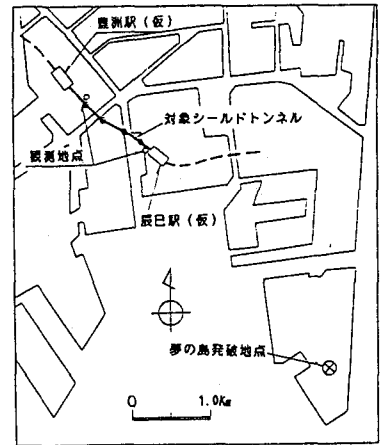 豊洲駅(仮)
対象シールドトンネル
観測地点
辰巳駅(仮)
夢の島発破地点
0 1.0Km